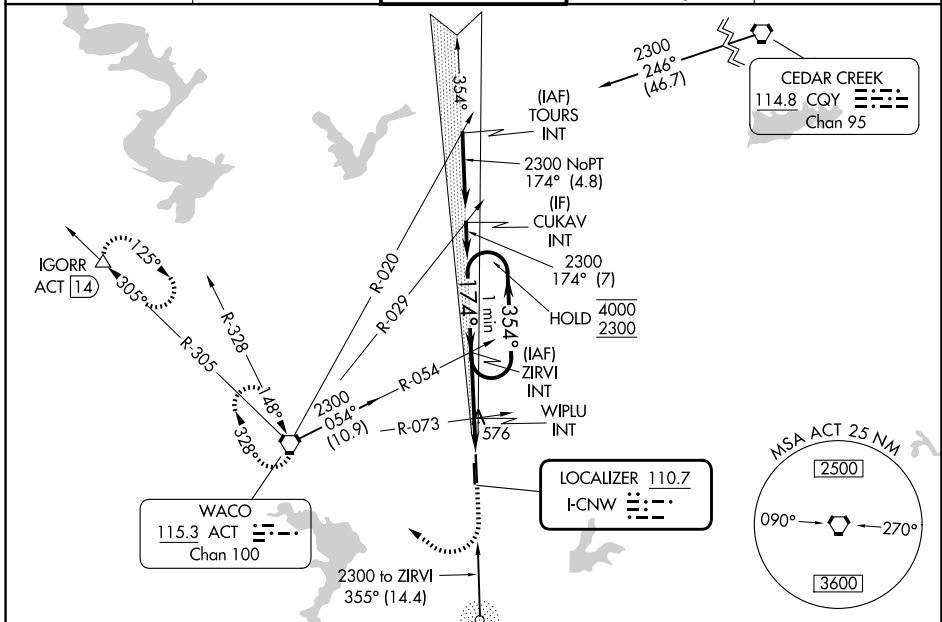 354°
(IAF)
TOURS
INT
2300
246°
(46.7)
CEDAR CREEK
114.8 CQY
Chan 95
2300 NoPT
174° (4.8)
(IF)
CUKAV
INT
2300
174° (7)
HOLD 4000
2300
174°
1 min
354°
(IAF)
ZIRVI
INT
WIPLU
INT
576
IGORR
ACT 14
125°
305°
R-305
R-328
R-020
R-029
R-054
R-073
148°
328°
2300
054°
(10.9)
WACO
115.3 ACT
Chan 100
LOCALIZER 110.7
I-CNW
2300 to ZIRVI
355° (14.4)
MSA ACT 25 NM
2500
090°
270°
3600